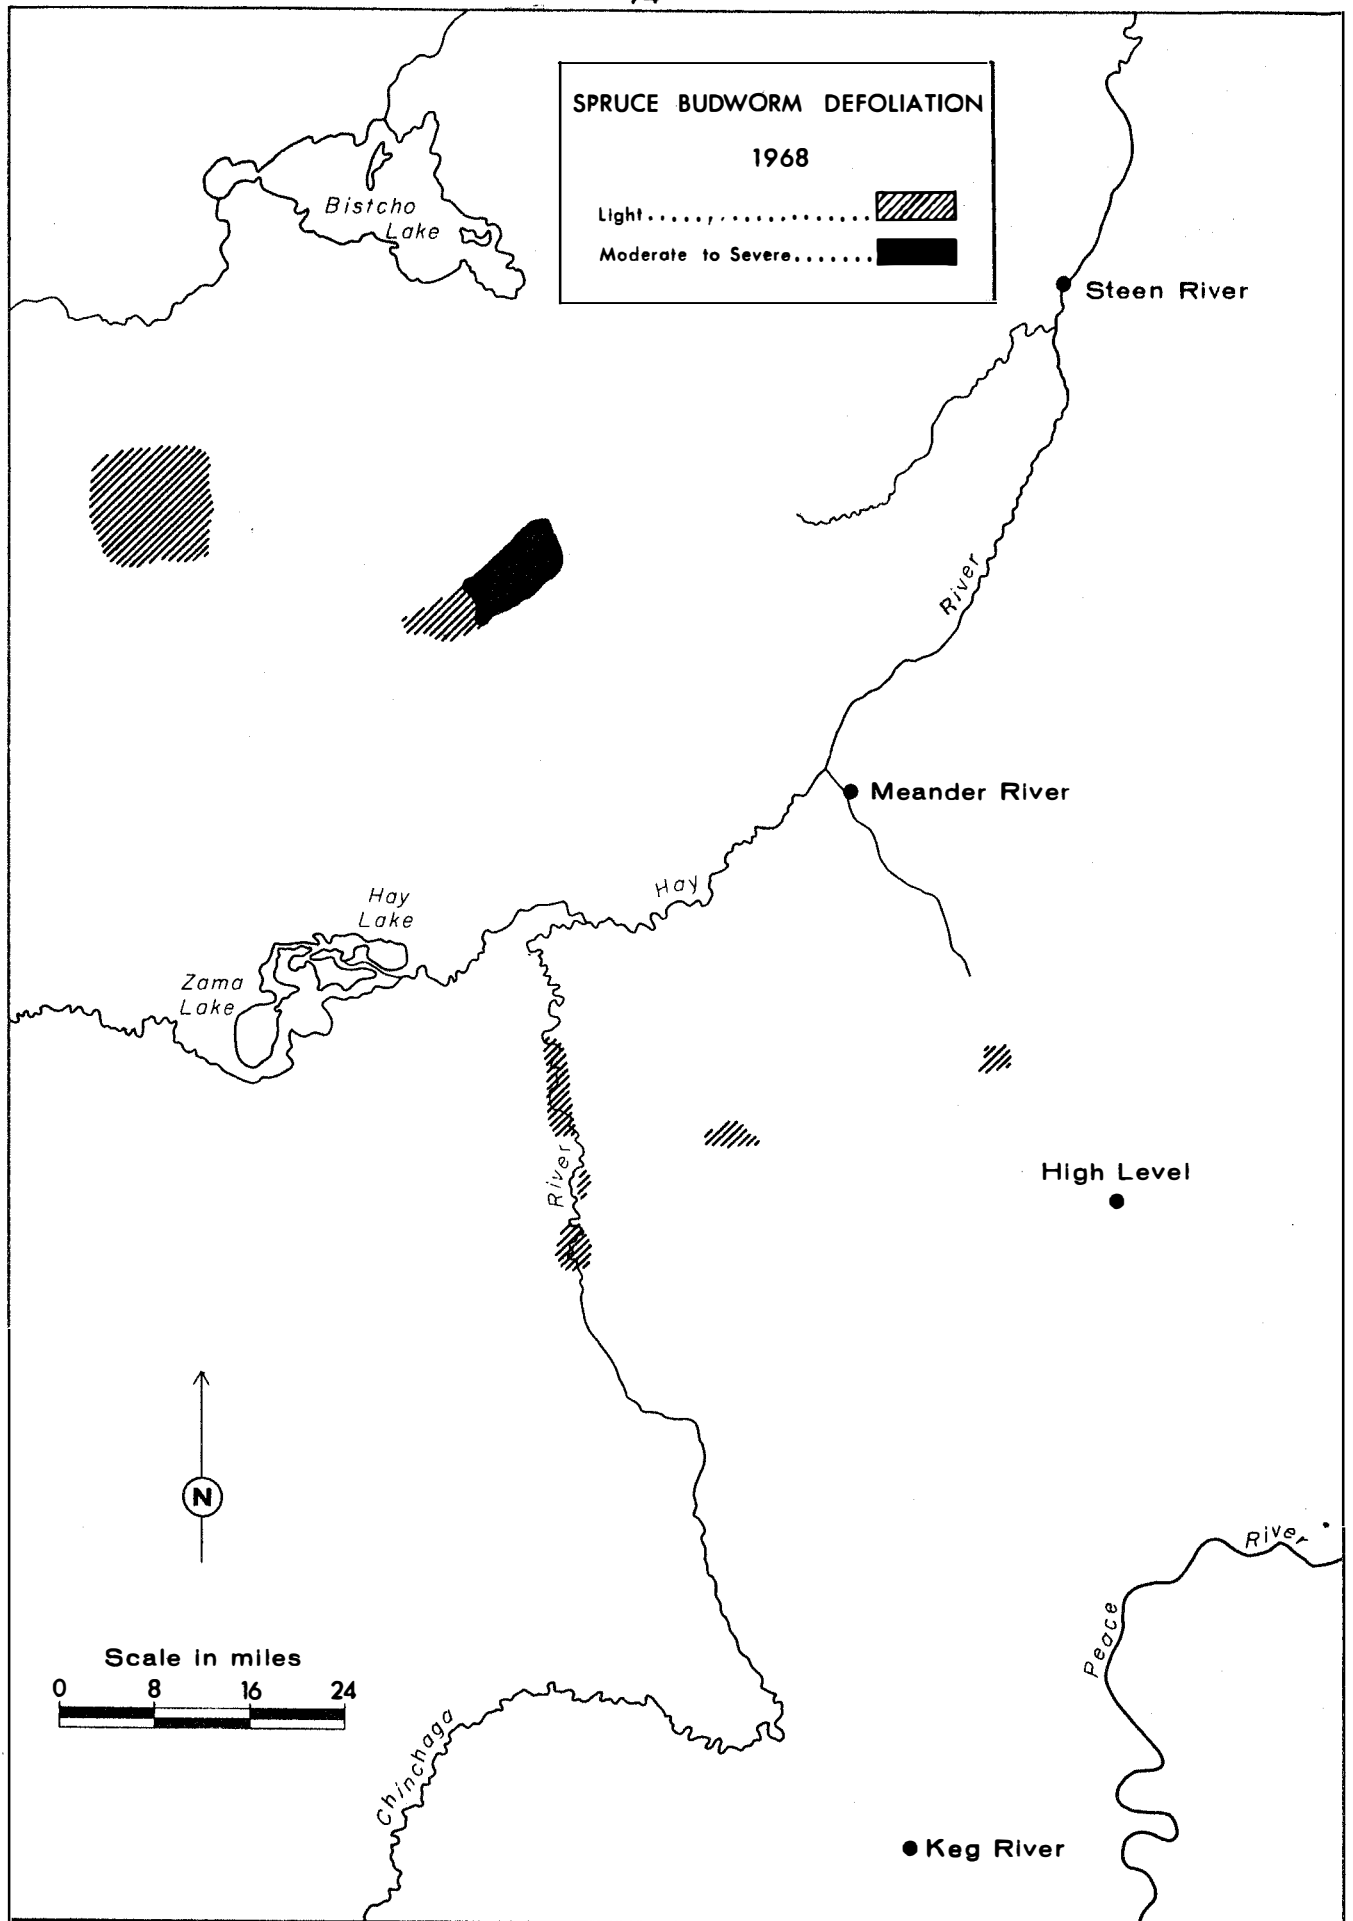 SPRUCE BUDWORM DEFOLIATION
1968
Light....................
Moderate to Severe.......
Bistcho
Lake
Steen River
River
Meander River
Hay
Hay
Lake
Zama
Lake
High Level
River
N
River
Peace
Scale in miles
0 8 16 24
Chinchaga
Keg River